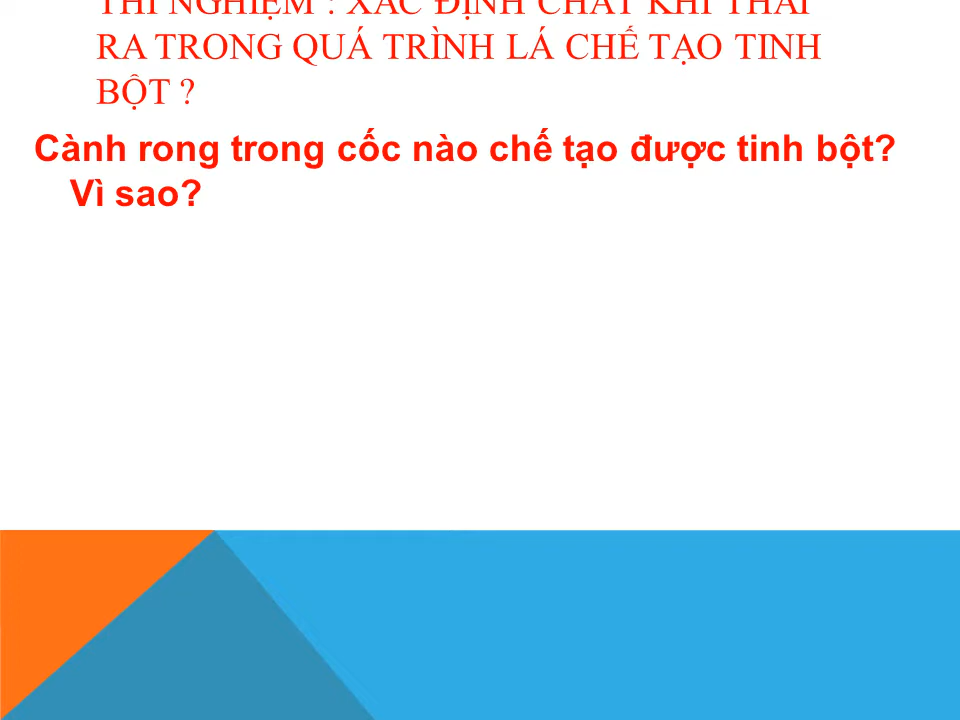 THÍ NGHIỆM : XÁC ĐỊNH CHẤT KHÍ THẢI
RA TRONG QUÁ TRÌNH LÁ CHẾ TẠO TINH
BỘT ?
Cành rong trong cốc nào chế tạo được tinh bột?
Vì sao?